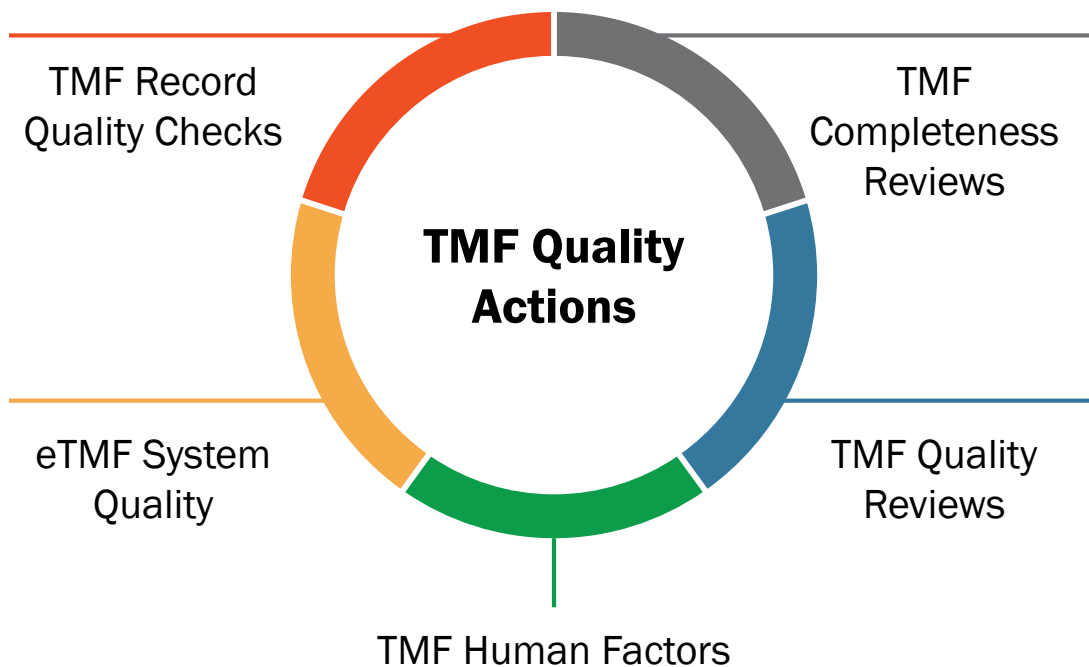 TMF Record
Quality Checks
TMF
Completeness
Reviews
TMF Quality
Actions
eTMF System
Quality
TMF Quality
Reviews
TMF Human Factors